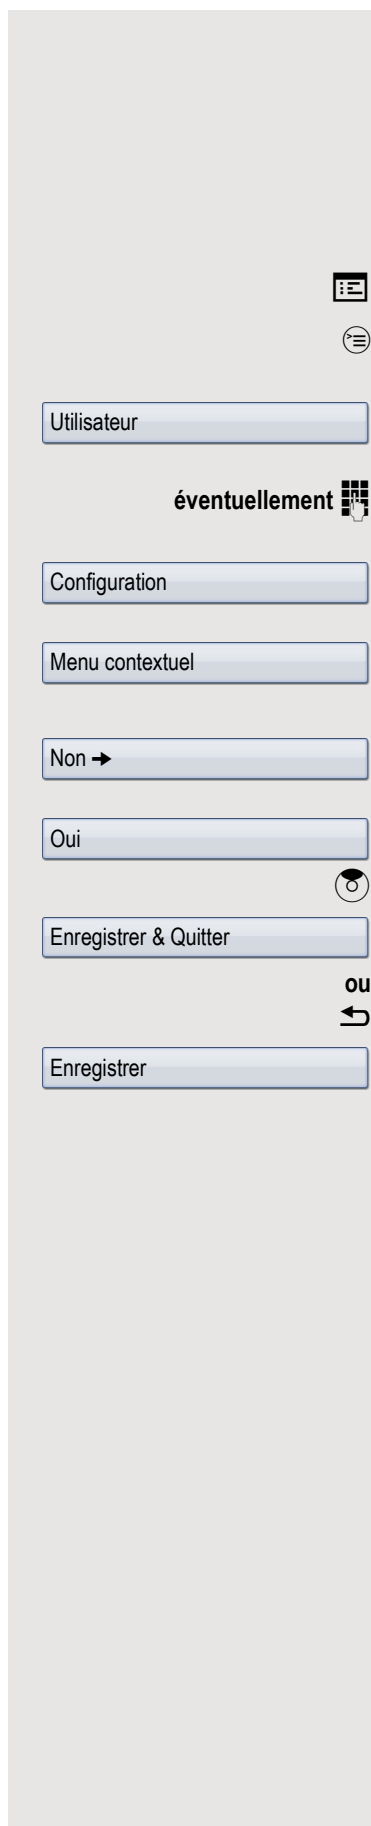 Utilisateur
éventuellement
Configuration
Menu contextuel
Non →
Oui
Enregistrer & Quitter
ou
Enregistrer